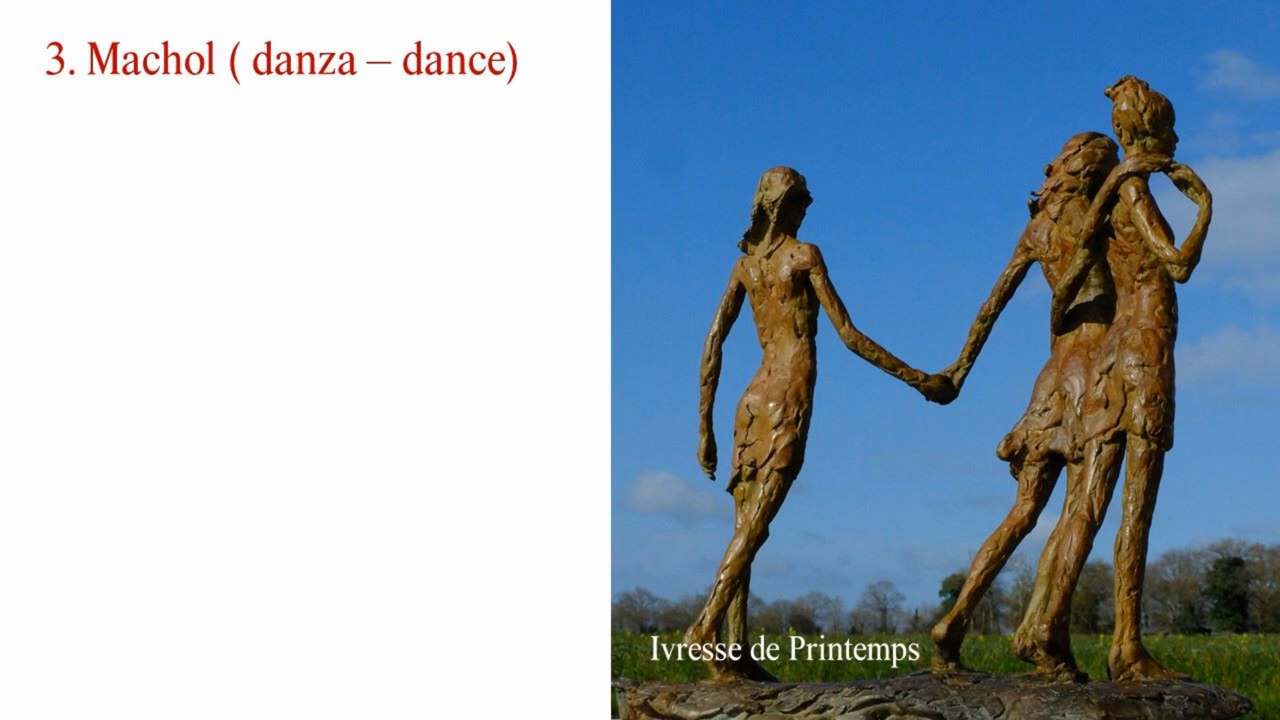 3. Machol ( danza – dance)
Ivresse de Printemps